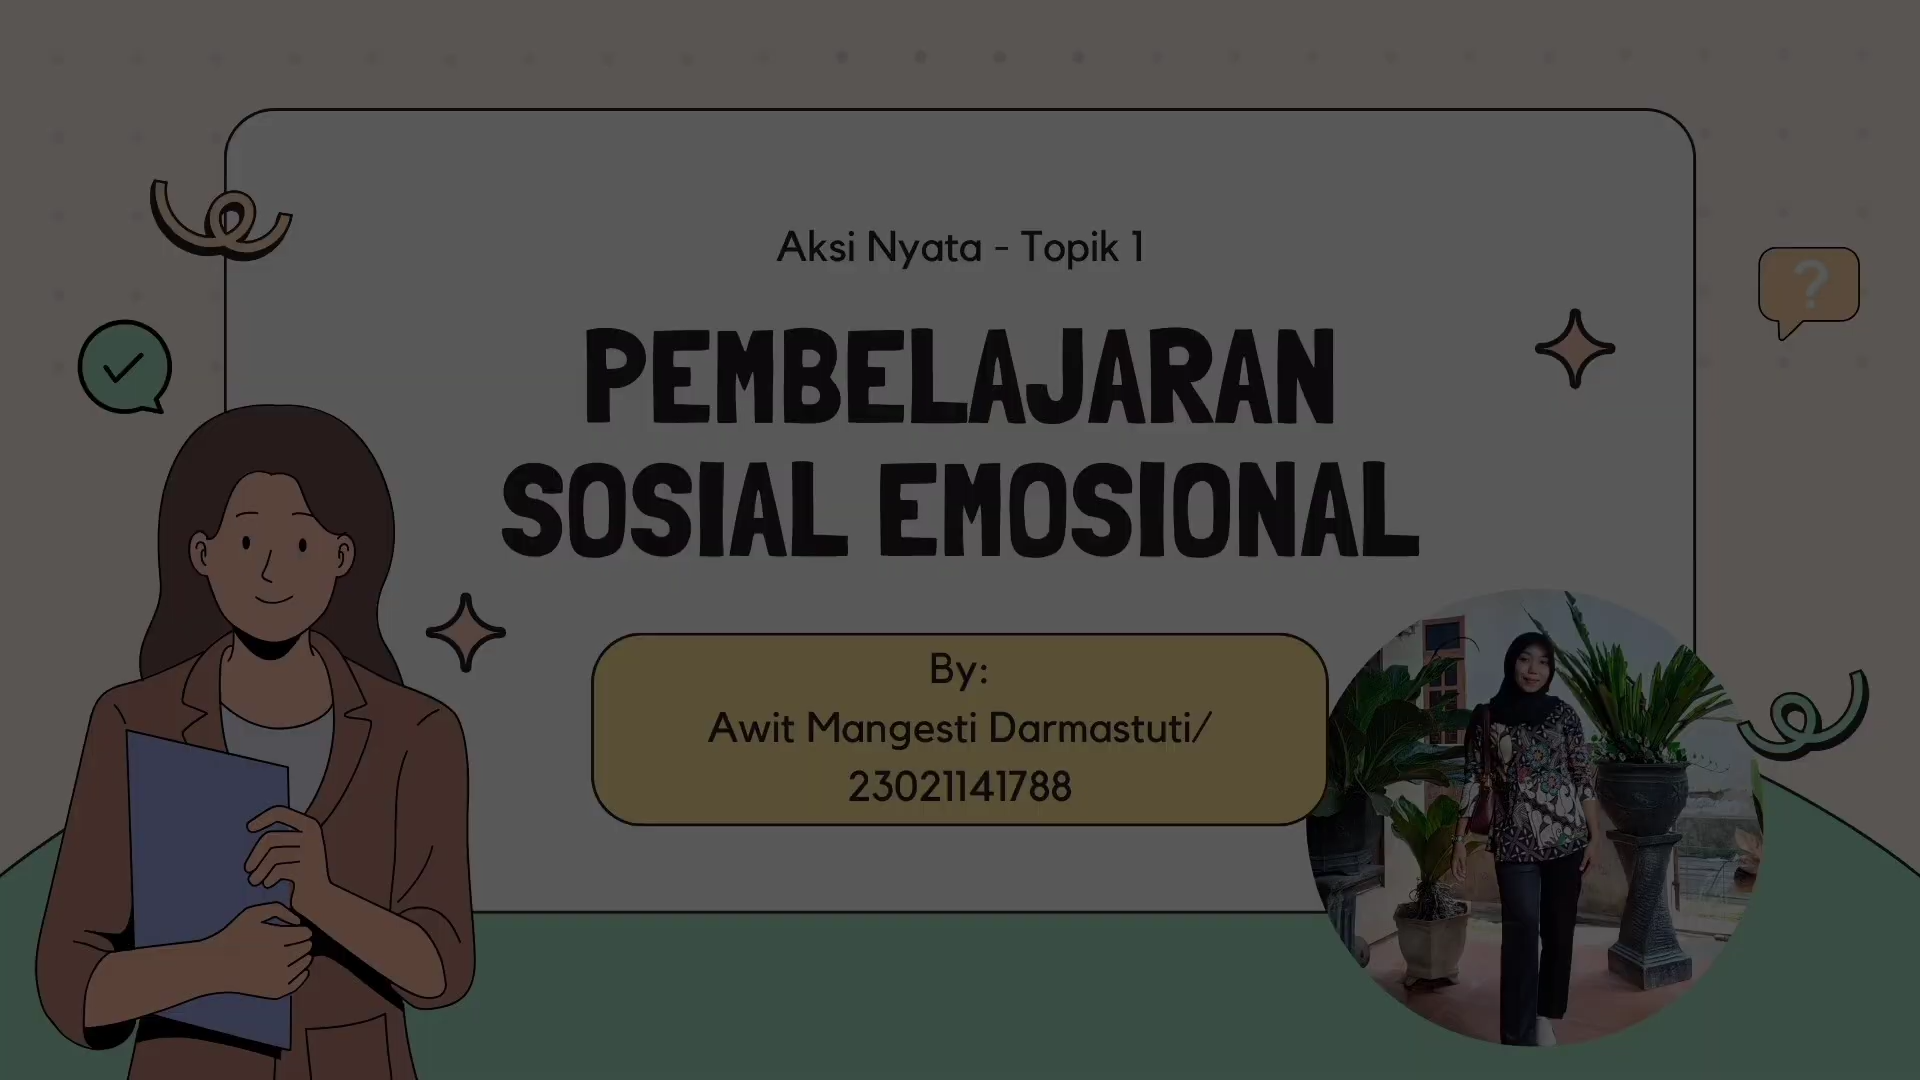 Aksi Nyata - Topik 1
PEMBELAJARAN
SOSIAL EMOSIONAL
?
By:
Awit Mangesti Darmastuti/
23021141788